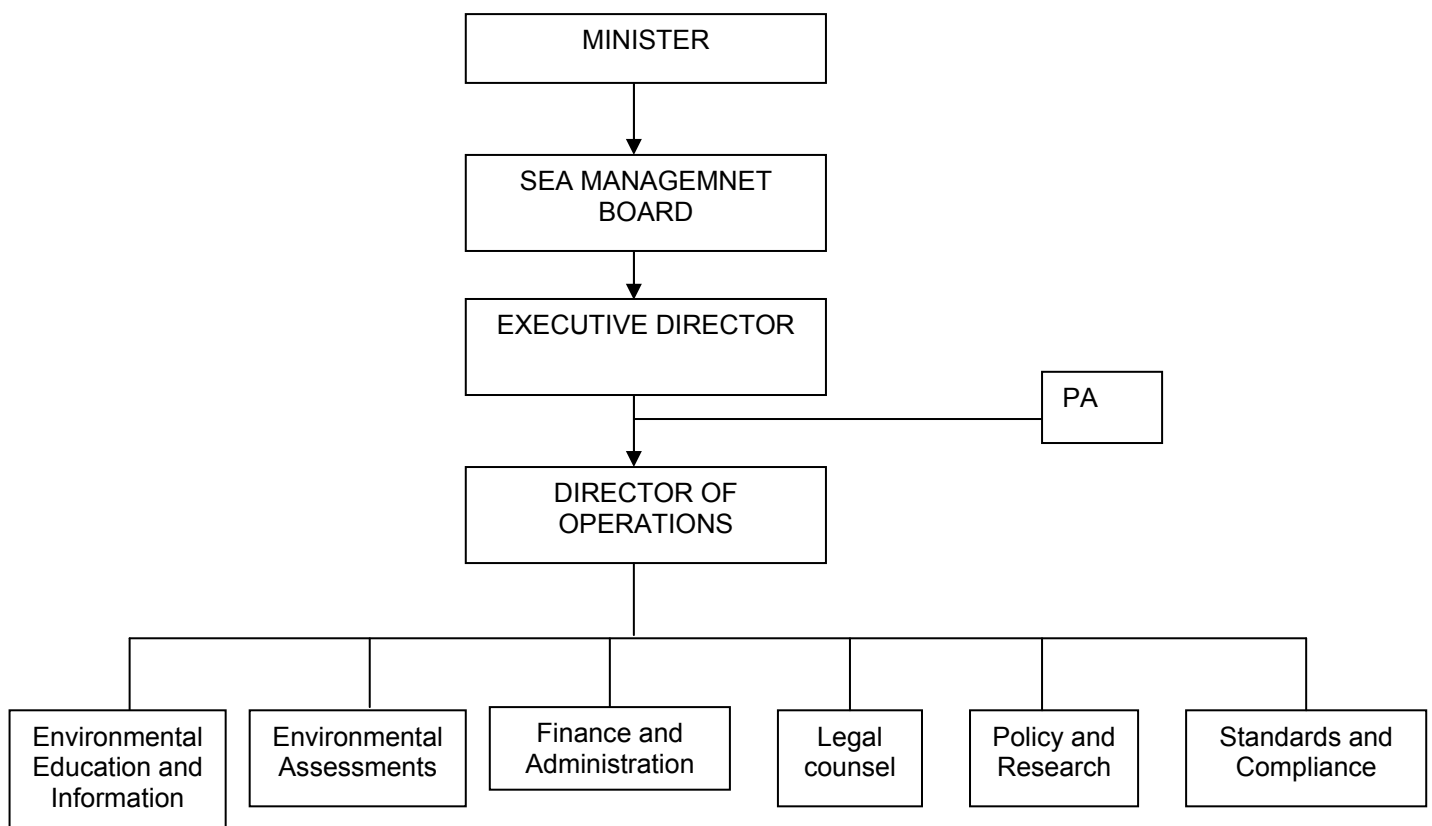 MINISTER
SEA MANAGEMNET
BOARD
EXECUTIVE DIRECTOR
PA
DIRECTOR OF
OPERATIONS
Environmental
Education and
Information
Environmental
Assessments
Finance and
Administration
Legal
counsel
Policy and
Research
Standards and
Compliance